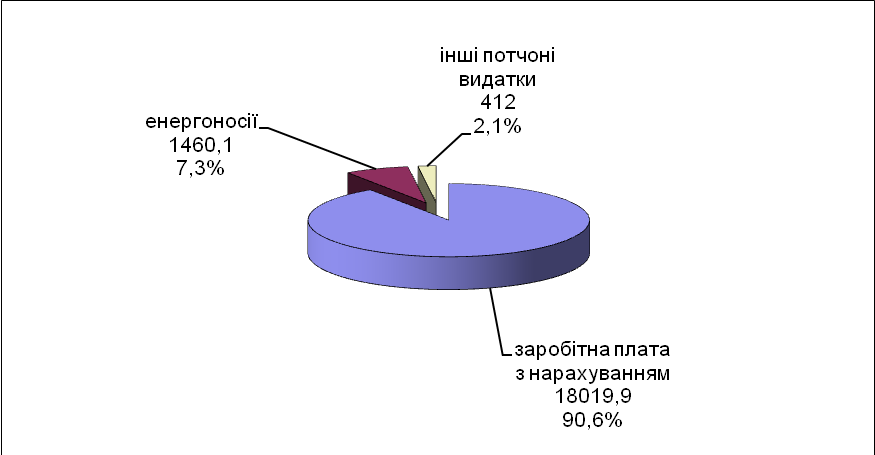 інші потчоні
видатки
412
2,1%
енергоносії
1460,1
7,3%
заробітна плата
з нарахуванням
18019,9
90,6%